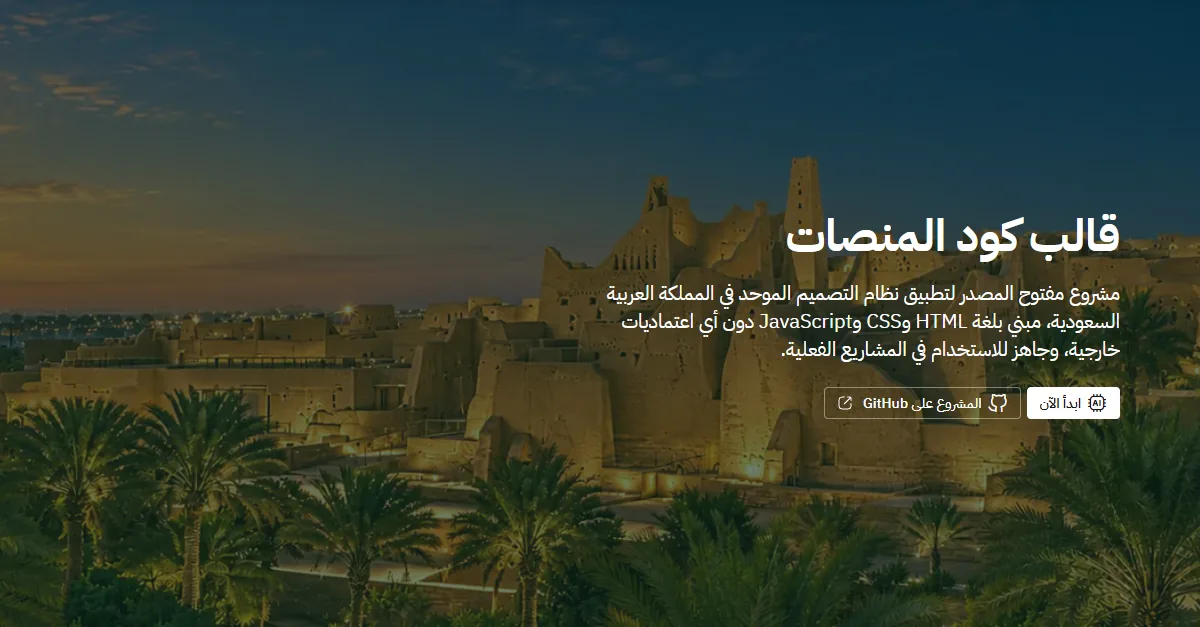 قالب كود المنصات
مشروع مفتوح المصدر لتطبيق نظام التصميم الموحد في المملكة العربية
السعودية، مبني بلغة HTML وCSS وJavaScript دون أي اعتماديات
خارجية، وجاهز للاستخدام في المشاريع الفعلية.
AI ابدأ الآن
المشروع على GitHub